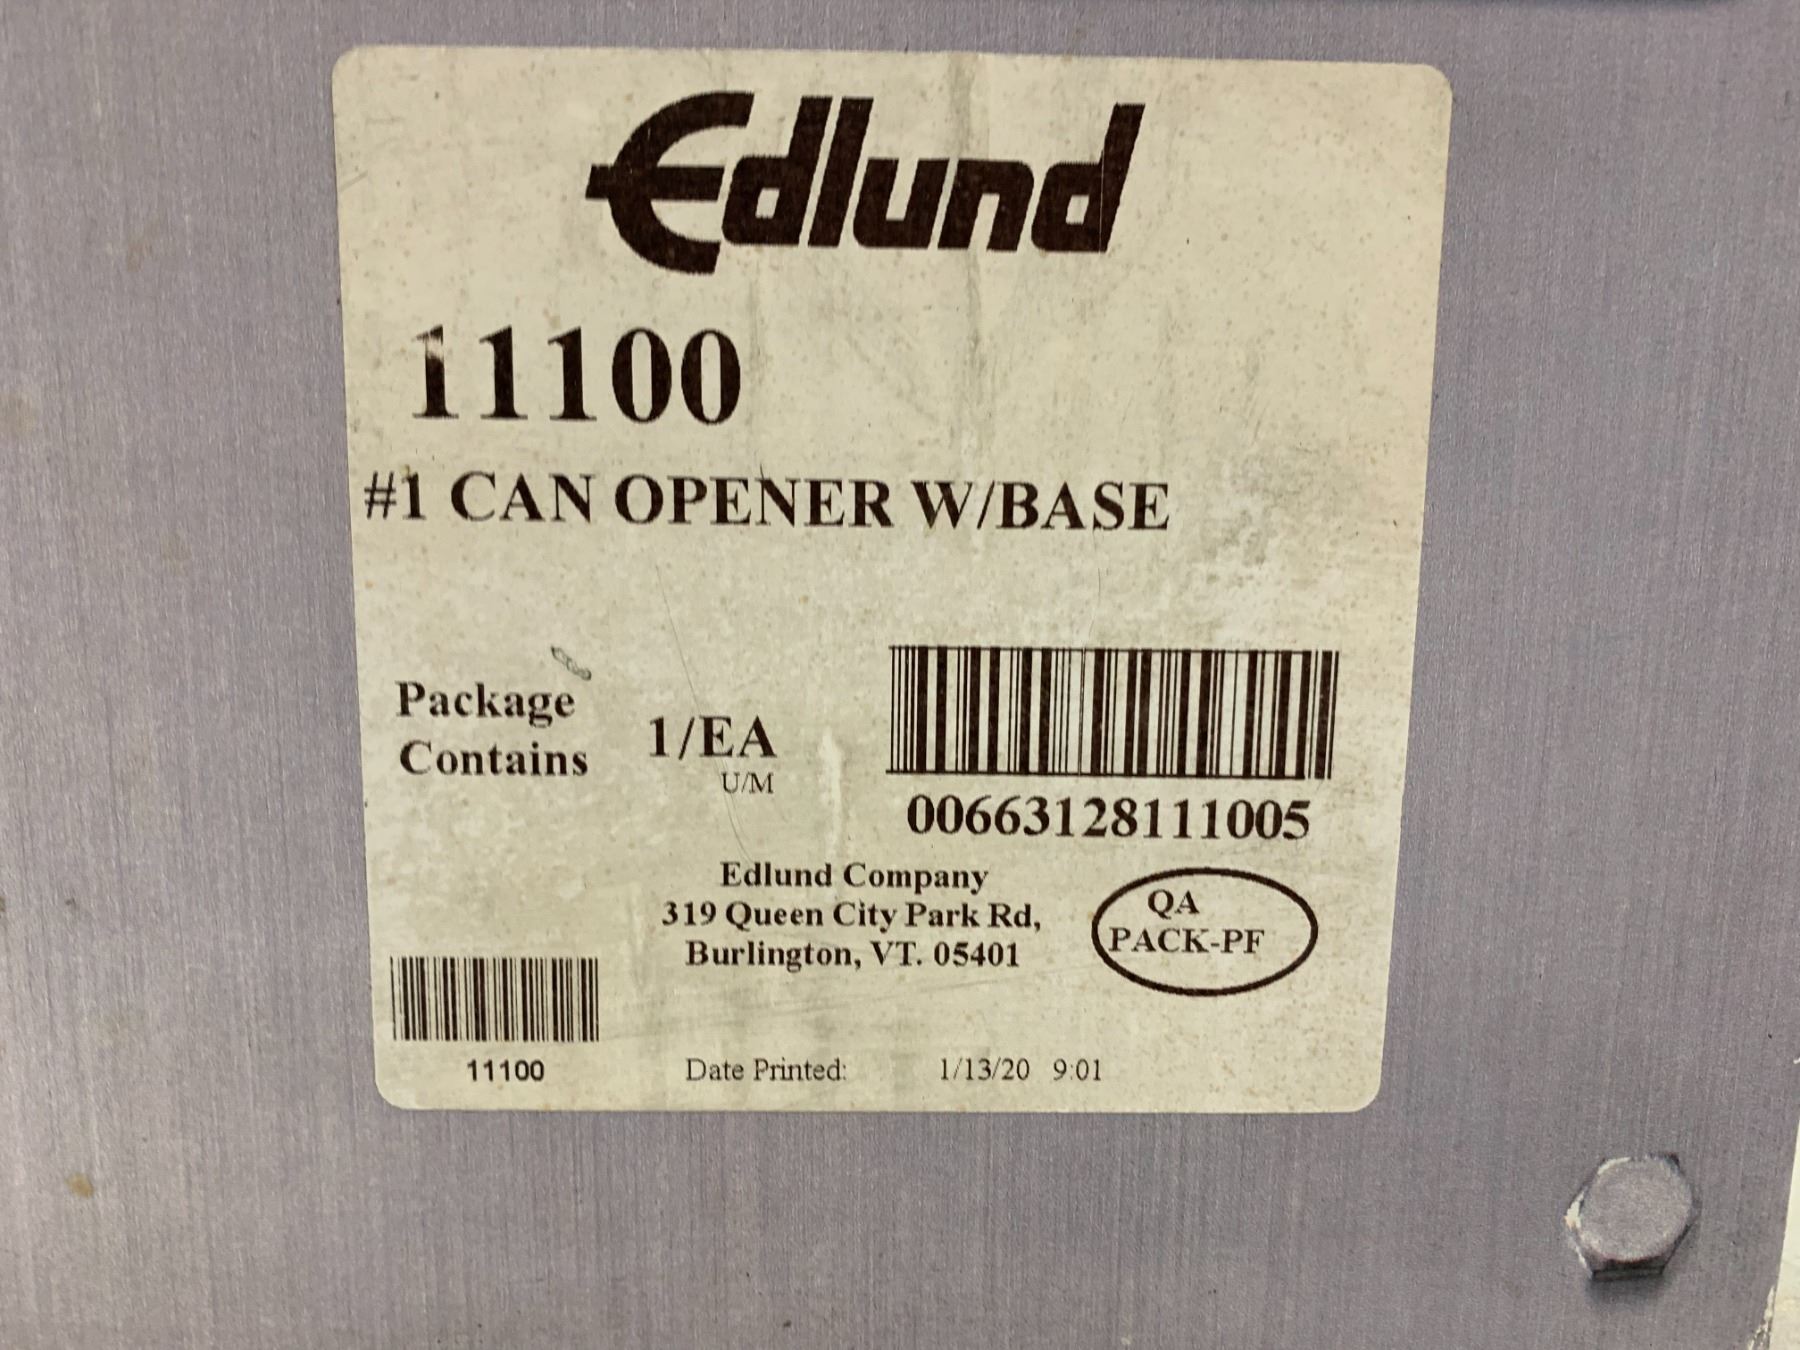 Edlund
11100
#1 CAN OPENER W/BASE
Package
Contains
1/EA
U/M
00663128111005
Edlund Company
319 Queen City Park Rd,
Burlington, VT. 05401
QA
PACK-PF
11100
Date Printed: 1/13/20 9:01